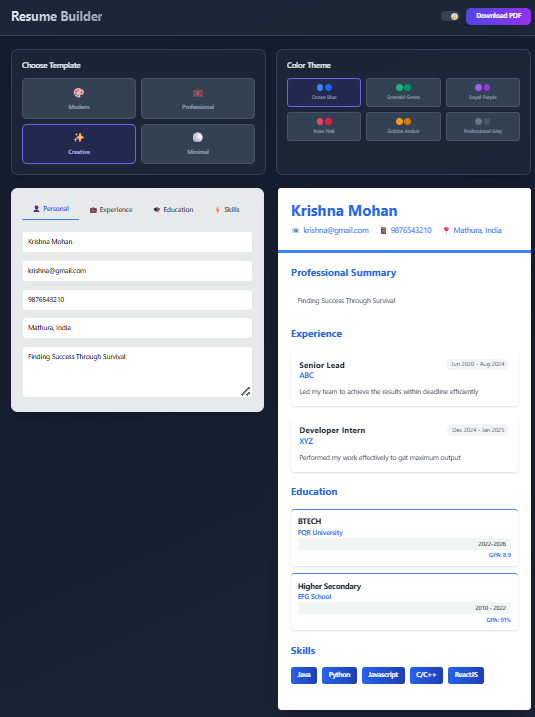 Resume Builder
Download PDF
Choose Template
Modern
Professional
Creative
Minimal
Color Theme
Ocean Blue
Emerald Green
Royal Purple
Rose Pink
Golden Amber
Professional Gray
Personal
Experience
Education
Skills
Krishna Mohan
krishna@gmail.com
9876543210
Mathura, India
Finding Success Through Survival
Krishna Mohan
krishna@gmail.com 9876543210 Mathura, India
Professional Summary
Finding Success Through Survival
Experience
Senior Lead
Jun 2020 - Aug 2024
ABC
Led my team to achieve the results within deadline efficiently
Developer Intern
Dec 2024 - Jan 2025
XYZ
Performed my work effectively to get maximum output
Education
BTECH
PQR University
2022-2026
GPA: 8.9
Higher Secondary
EFG School
2010 - 2022
GPA: 91%
Skills
Java Python Javascript C/C++ ReactJS